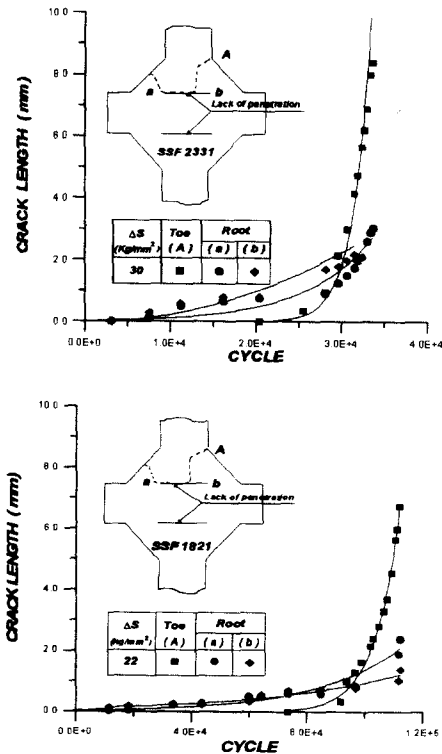 CRACK LENGTH (mm)
10 0
8 0
6 0
4 0
2 0
0 0
A
a
b
Lack of penetration
SSF 2331
ΔS
(Kg/mm²)
Toe
(A)
Root
(a) (b)
30
0.0E+0 1.0E+4 2.0E+4 3.0E+4 4.0E+4
CYCLE
CRACK LENGTH (mm)
10 0
8 0
6 0
4 0
2 0
0 0
A
a
b
Lack of penetration
SSF 1821
ΔS
(kg/mm²)
Toe
(A)
Root
(a) (b)
22
0.0E+0 4.0E+4 8.0E+4 1.2E+5
CYCLE